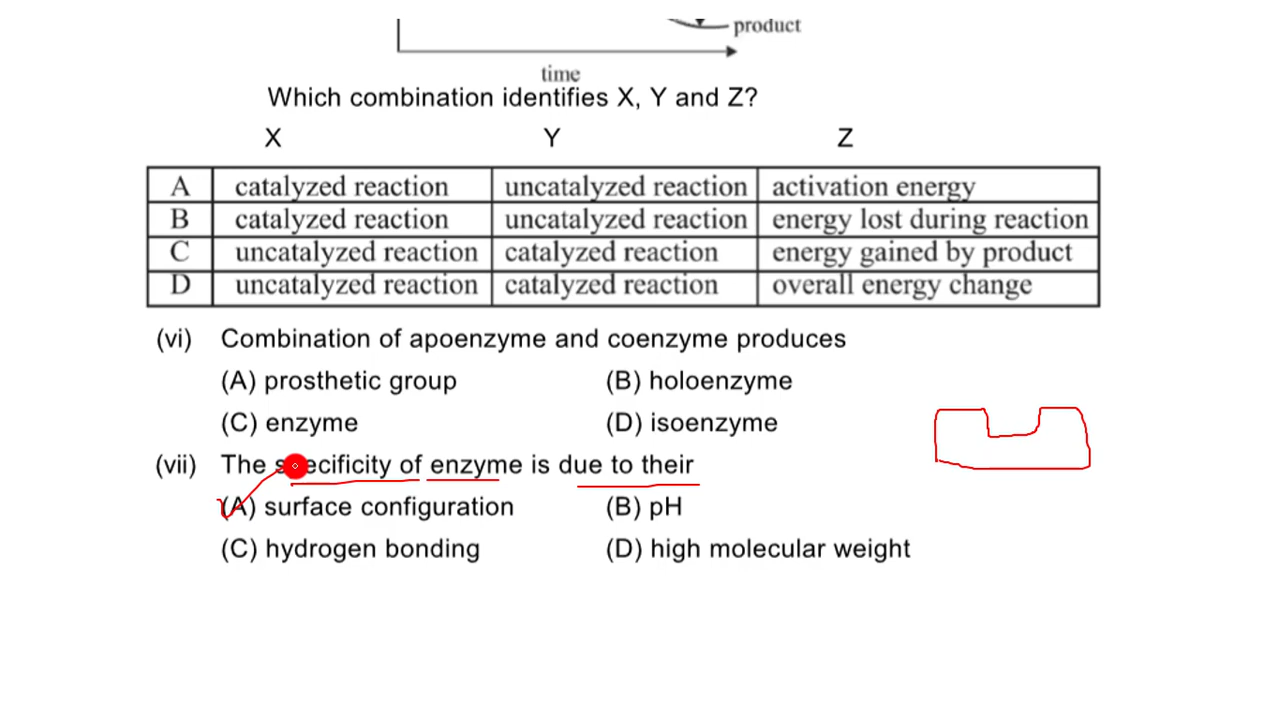 product
time
Which combination identifies X, Y and Z?
X Y Z
A catalyzed reaction uncatalyzed reaction activation energy
B catalyzed reaction uncatalyzed reaction energy lost during reaction
C uncatalyzed reaction catalyzed reaction energy gained by product
D uncatalyzed reaction catalyzed reaction overall energy change
(vi) Combination of apoenzyme and coenzyme produces
(A) prosthetic group (B) holoenzyme
(C) enzyme (D) isoenzyme
(vii) The specificity of enzyme is due to their
(A) surface configuration (B) pH
(C) hydrogen bonding (D) high molecular weight